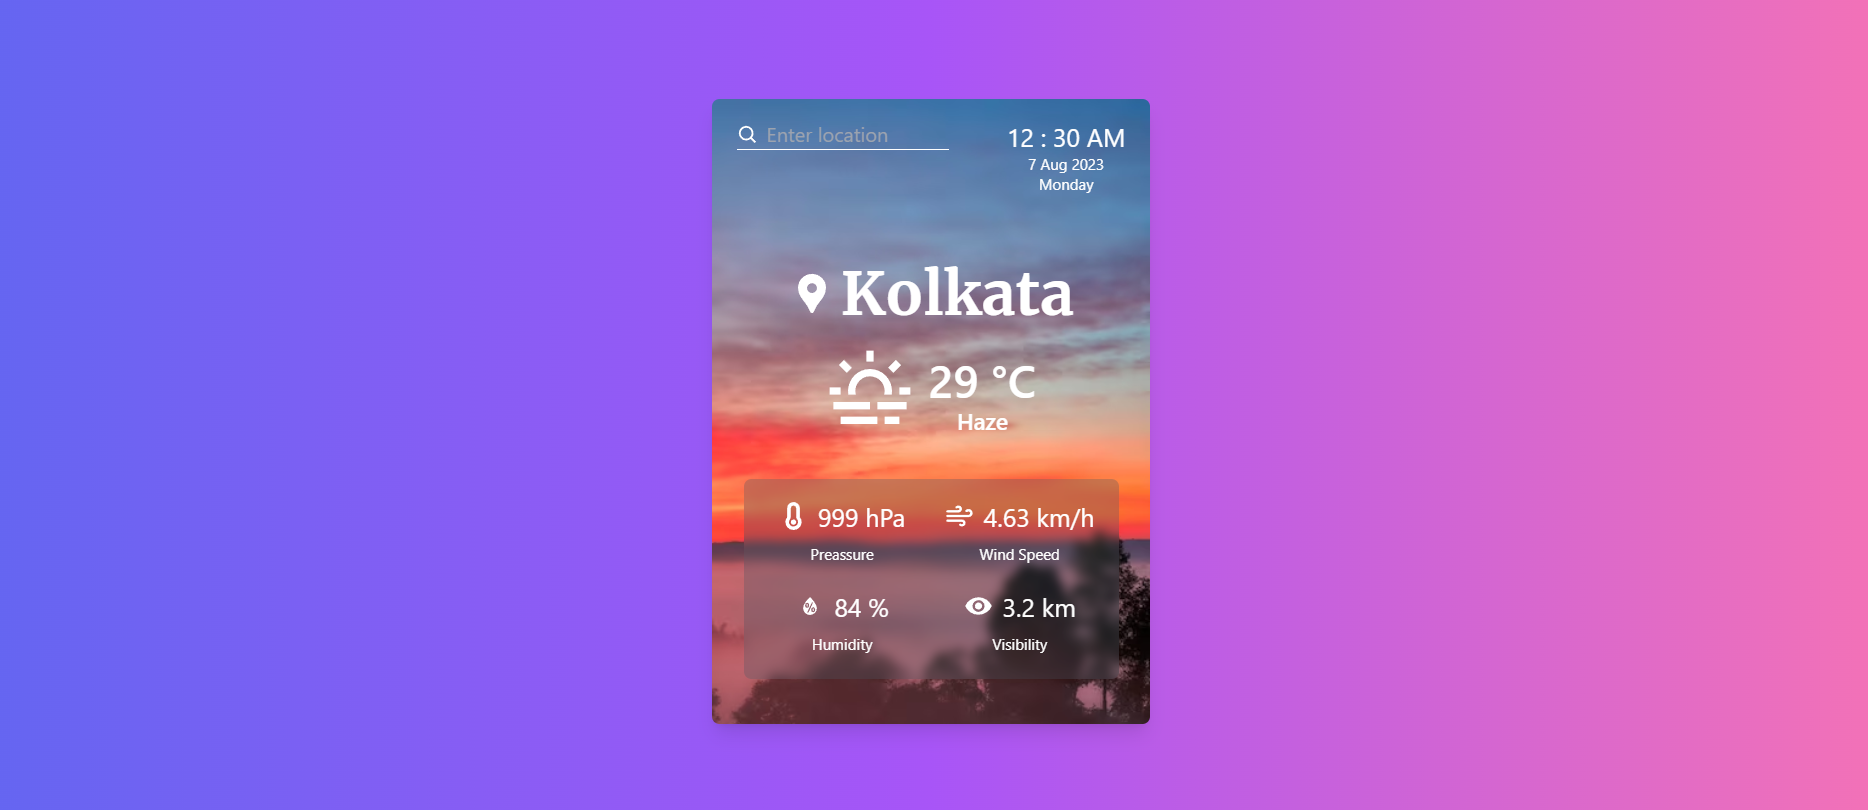 Enter location
12 : 30 AM
7 Aug 2023
Monday
Kolkata
29 °C
Haze
999 hPa
Preassure
4.63 km/h
Wind Speed
84 %
Humidity
3.2 km
Visibility